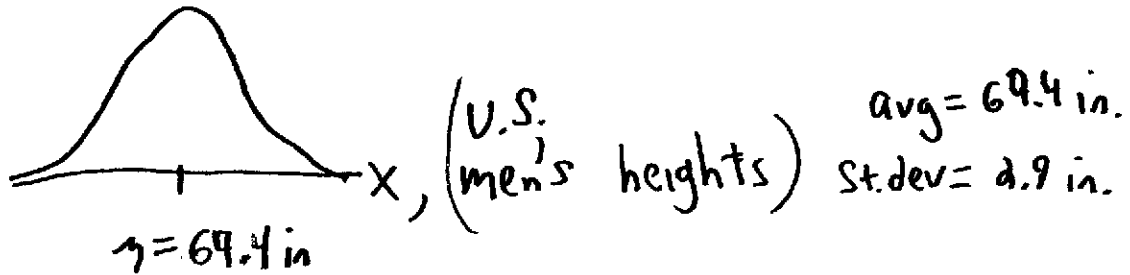 X, (U.S. men's heights)
avg = 69.4 in.
St. dev = 2.9 in.
η = 69.4 in